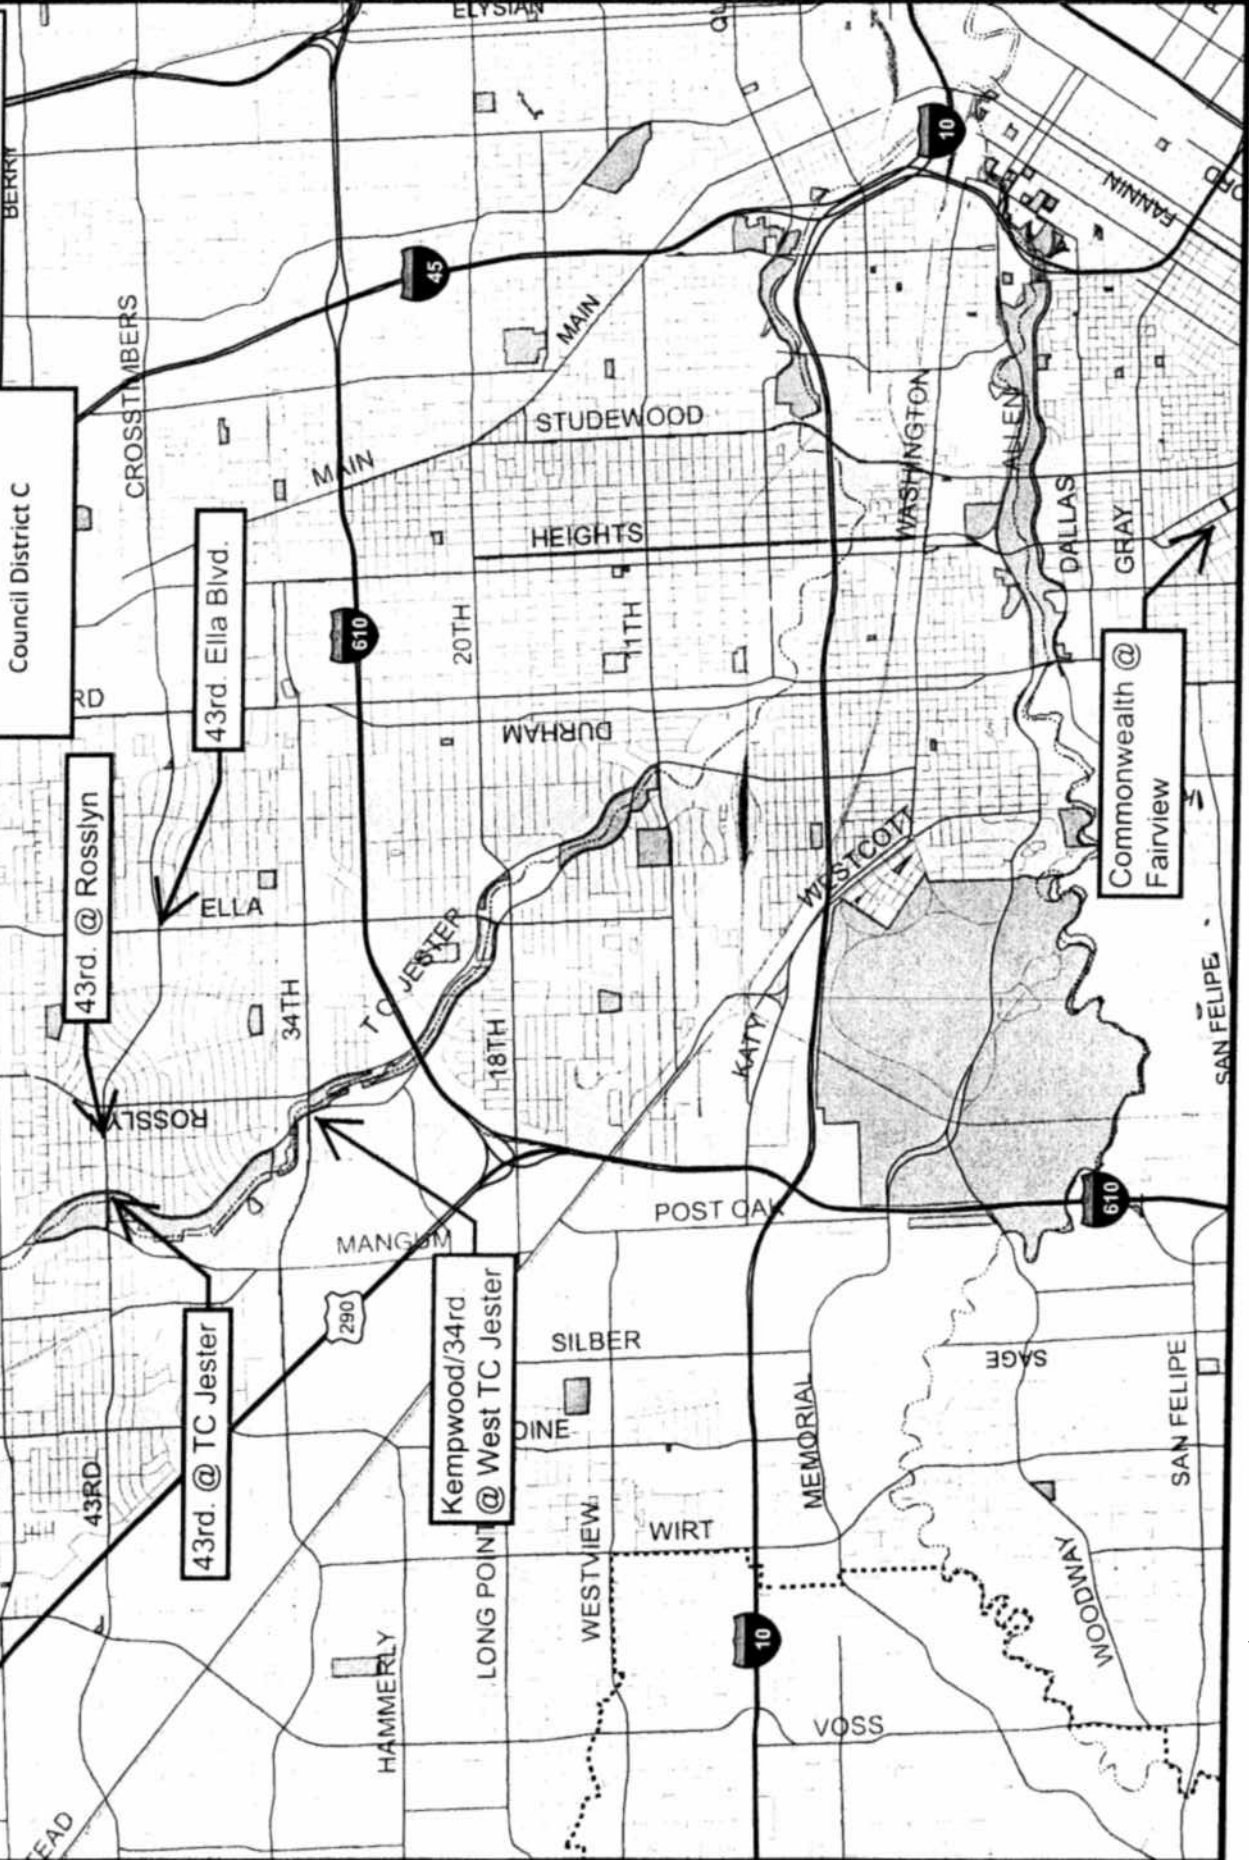 Council District C
43rd. @ Rosslyn
43rd. Ella Blvd.
43rd. @ TC Jester
Kempwood/34rd
@ West TC Jester
Commonwealth @
Fairview
BERRY
ELYSIAN
CROSSTIMBERS
45
10
FANNIN
MAIN
MAIN
STUDEWOOD
HEIGHTS
WASHINGTON
ALLEN
DALLAS
GRAY
RD
610
20TH
11TH
DURHAM
ELLA
WESTCOTT
34TH
T C JESTER
18TH
KATY
SAN FELIPE
ROSSLYN
POST OAK
610
MANGUM
290
SILBER
SAGE
DINE
MEMORIAL
SAN FELIPE
43RD
WIRT
LONG POINT
WESTVIEW
WOODWAY
10
HAMMERLY
VOSS
EAD